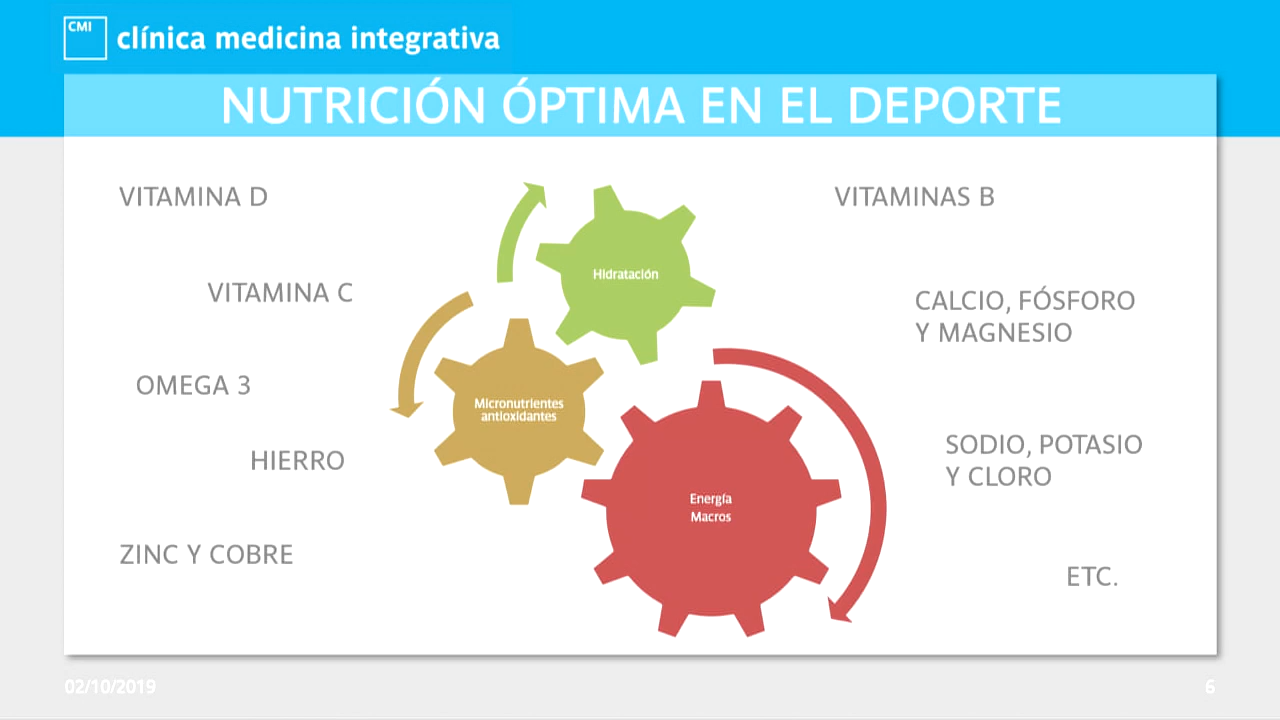 CMI
clínica medicina integrativa
NUTRICIÓN ÓPTIMA EN EL DEPORTE
VITAMINA D
VITAMINAS B
Hidratación
VITAMINA C
CALCIO, FÓSFORO
Y MAGNESIO
OMEGA 3
Micronutrientes
antioxidantes
HIERRO
SODIO, POTASIO
Y CLORO
Energía
Macros
ZINC Y COBRE
ETC.
02/10/2019
6